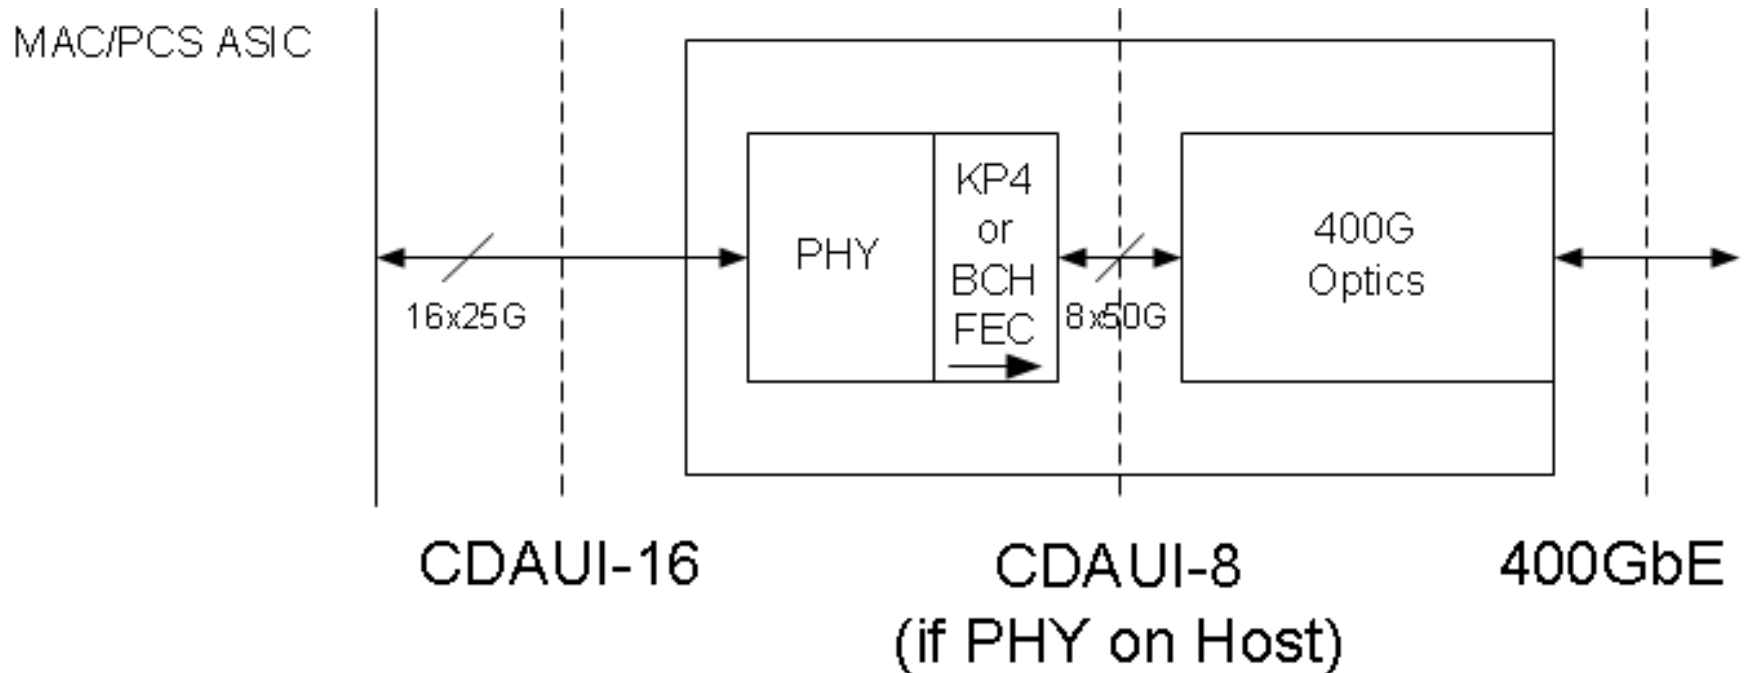 MAC/PCS ASIC
KP4
or
BCH
FEC
PHY
400G
Optics
16x25G
8x50G
CDAUI-16
CDAUI-8
(if PHY on Host)
400GbE